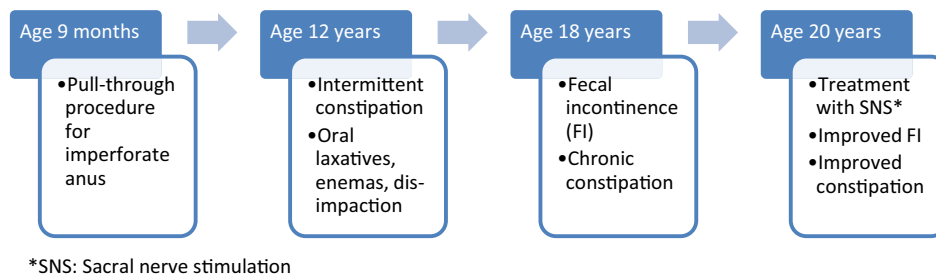 Age 9 months
•Pull-through
procedure
for
imperforate
anus
Age 12 years
•Intermittent
constipation
•Oral
laxatives,
enemas, dis-
impaction
Age 18 years
•Fecal
incontinence
(FI)
•Chronic
constipation
Age 20 years
•Treatment
with SNS*
•Improved FI
•Improved
constipation
*SNS: Sacral nerve stimulation